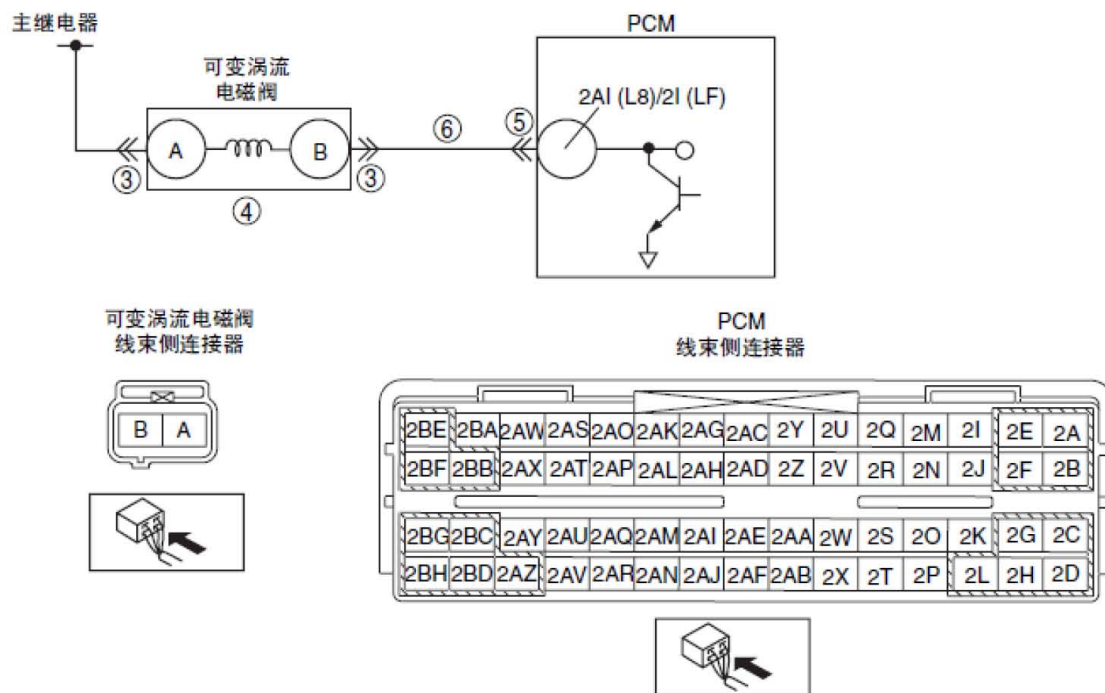 主继电器
PCM
可变涡流
电磁阀
2AI (L8)/2I (LF)
⑥
⑤
A
B
③
③
④
可变涡流电磁阀
线束侧连接器
PCM
线束侧连接器
B A
2BE 2BA 2AW 2AS 2AO 2AK 2AG 2AC 2Y 2U 2Q 2M 2I 2E 2A
2BF 2BB 2AX 2AT 2AP 2AL 2AH 2AD 2Z 2V 2R 2N 2J 2F 2B
2BG 2BC 2AY 2AU 2AQ 2AM 2AI 2AE 2AA 2W 2S 2O 2K 2G 2C
2BH 2BD 2AZ 2AV 2AR 2AN 2AJ 2AF 2AB 2X 2T 2P 2L 2H 2D